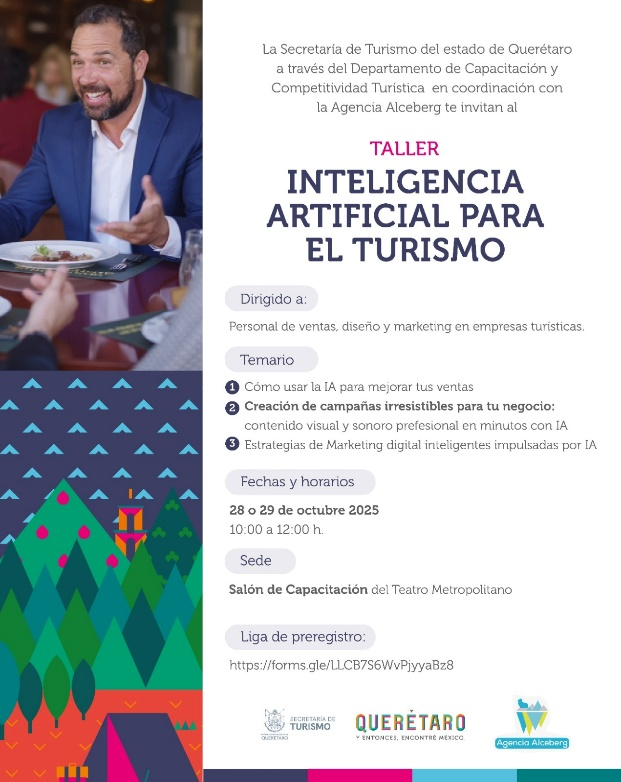 La Secretaría de Turismo del estado de Querétaro
a través del Departamento de Capacitación y
Competitividad Turística en coordinación con
la Agencia Alceberg te invitan al
TALLER
INTELIGENCIA
ARTIFICIAL PARA
EL TURISMO
Dirigido a:
Personal de ventas, diseño y marketing en empresas turísticas.
Temario
1 Cómo usar la IA para mejorar tus ventas
2 Creación de campañas irresistibles para tu negocio:
contenido visual y sonoro prefesional en minutos con IA
3 Estrategias de Marketing digital inteligentes impulsadas por IA
Fechas y horarios
28 o 29 de octubre 2025
10:00 a 12:00 h.
Sede
Salón de Capacitación del Teatro Metropolitano
Liga de preregistro:
https://forms.gle/LLCB7S6WvPjyyaBz8
SECRETARÍA DE
TURISMO
QUERÉTARO
QUERÉTARO
Y ENTONCES, ENCONTRÉ MÉXICO.
Agencia Alceberg